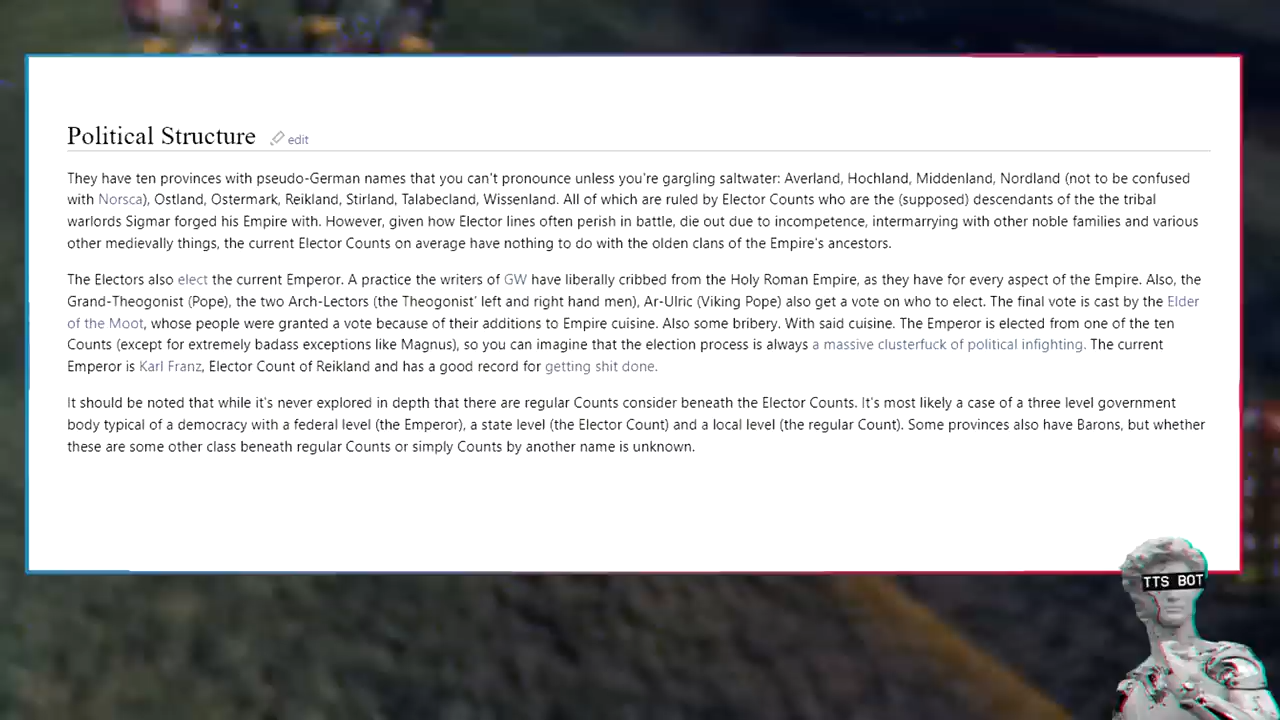 Political Structure edit
They have ten provinces with pseudo-German names that you can't pronounce unless you're gargling saltwater: Averland, Hochland, Middenland, Nordland (not to be confused
with Norsca), Ostland, Ostermark, Reikland, Stirland, Talabecland, Wissenland. All of which are ruled by Elector Counts who are the (supposed) descendants of the the tribal
warlords Sigmar forged his Empire with. However, given how Elector lines often perish in battle, die out due to incompetence, intermarrying with other noble families and various
other medievally things, the current Elector Counts on average have nothing to do with the olden clans of the Empire's ancestors.
The Electors also elect the current Emperor. A practice the writers of GW have liberally cribbed from the Holy Roman Empire, as they have for every aspect of the Empire. Also, the
Grand-Theogonist (Pope), the two Arch-Lectors (the Theogonist' left and right hand men), Ar-Ulric (Viking Pope) also get a vote on who to elect. The final vote is cast by the Elder
of the Moot, whose people were granted a vote because of their additions to Empire cuisine. Also some bribery. With said cuisine. The Emperor is elected from one of the ten
Counts (except for extremely badass exceptions like Magnus), so you can imagine that the election process is always a massive clusterfuck of political infighting. The current
Emperor is Karl Franz, Elector Count of Reikland and has a good record for getting shit done.
It should be noted that while it's never explored in depth that there are regular Counts consider beneath the Elector Counts. It's most likely a case of a three level government
body typical of a democracy with a federal level (the Emperor), a state level (the Elector Count) and a local level (the regular Count). Some provinces also have Barons, but whether
these are some other class beneath regular Counts or simply Counts by another name is unknown.
TTS BOT